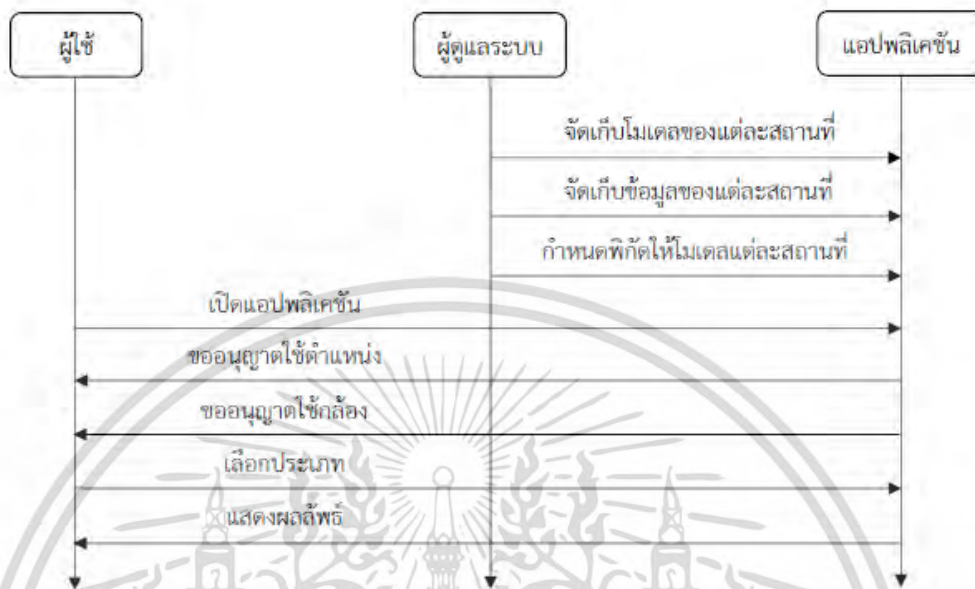 ผู้ใช้
ผู้ดูแลระบบ
แอปพลิเคชัน
จัดเก็บโมเดลของแต่ละสถานที่
จัดเก็บข้อมูลของแต่ละสถานที่
กำหนดพิกัดให้โมเดลแต่ละสถานที่
เปิดแอปพลิเคชัน
ขออนุญาตใช้ตำแหน่ง
ขออนุญาตใช้กล้อง
เลือกประเภท
แสดงผลลัพธ์